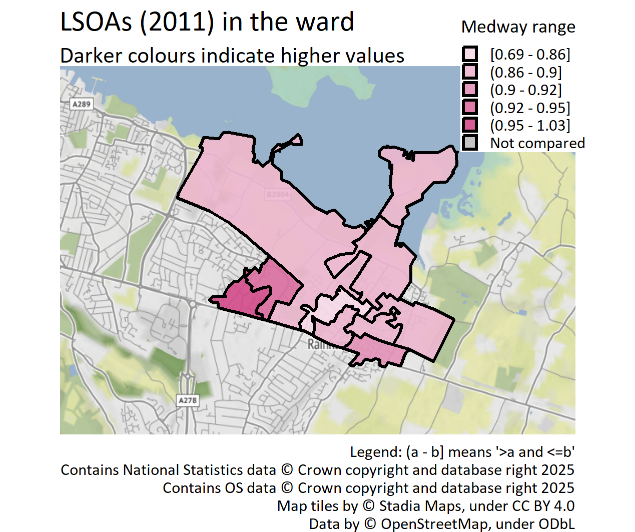 LSOAs (2011) in the ward
Darker colours indicate higher values
Medway range
[0.69 - 0.86]
(0.86 - 0.9]
(0.9 - 0.92]
(0.92 - 0.95]
(0.95 - 1.03]
Not compared
A289
A278
Legend: (a - b] means '>a and <=b'
Contains National Statistics data © Crown copyright and database right 2025
Contains OS data © Crown copyright and database right 2025
Map tiles by © Stadia Maps, under CC BY 4.0
Data by © OpenStreetMap, under ODbL